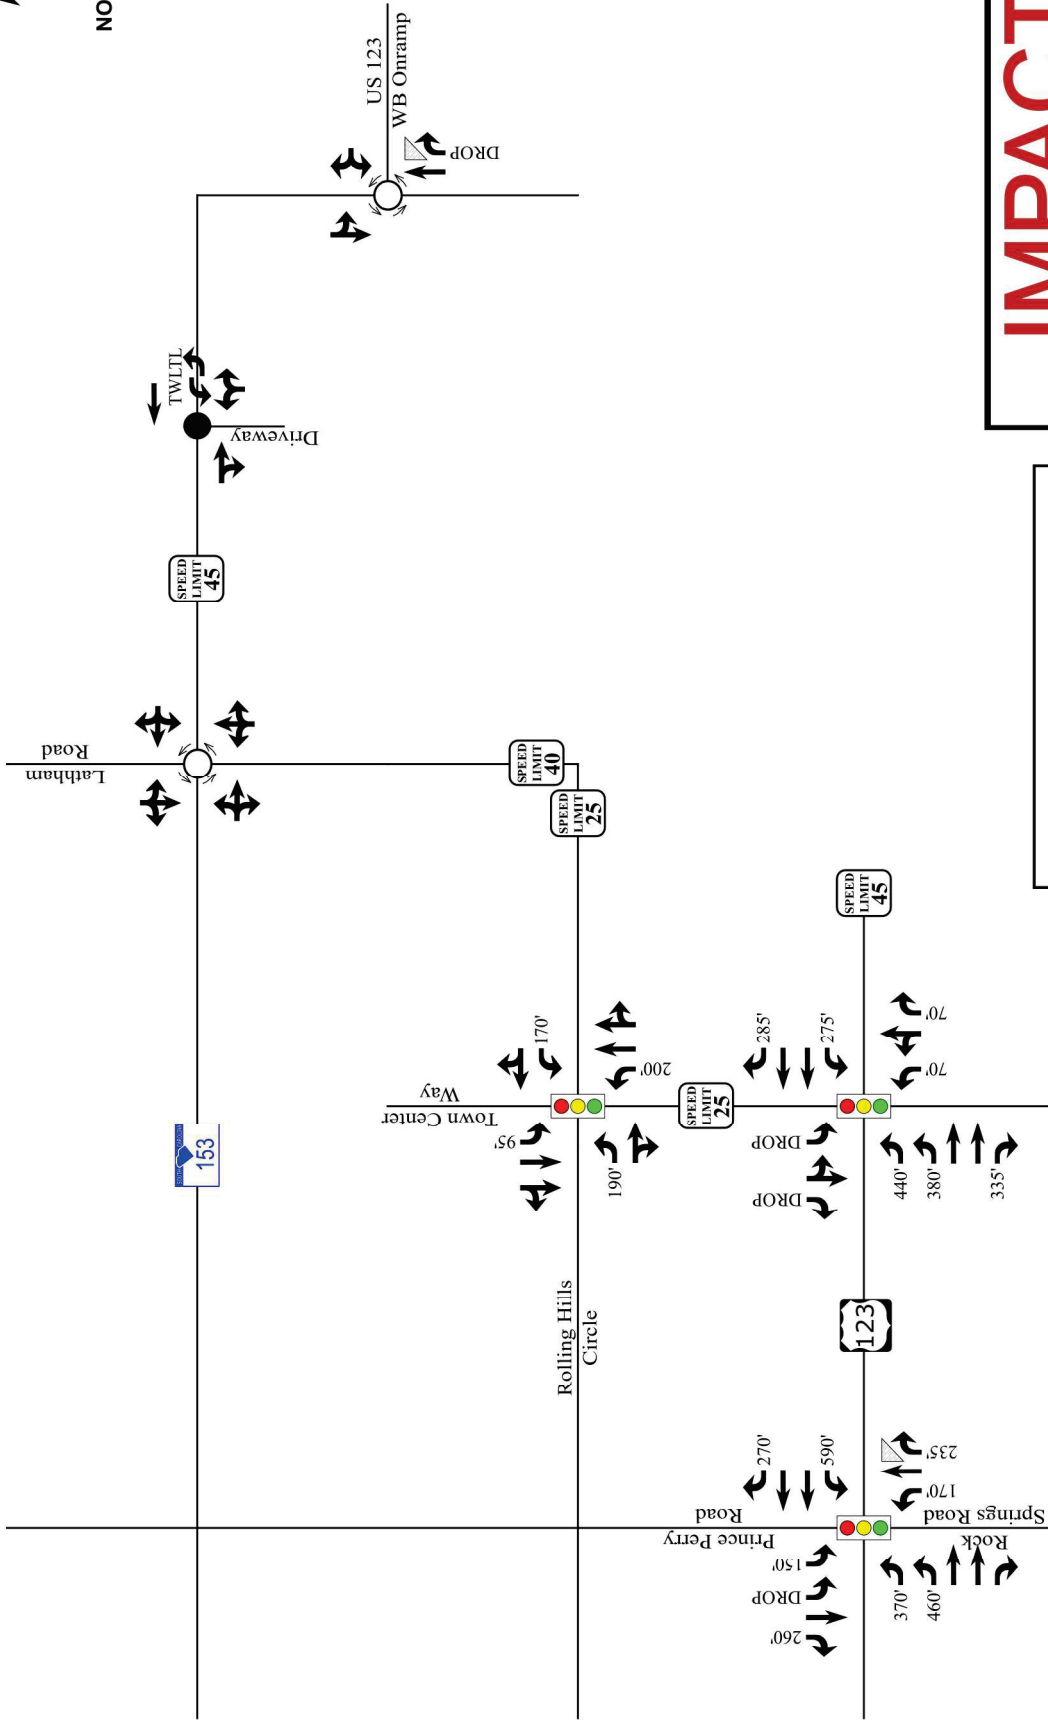 NO
US 123
WB Onramp
DROP
TWLTL
Driveway
SPEED
LIMIT
45
Lathham
Road
SPEED
LIMIT
40
SPEED
LIMIT
25
SPEED
LIMIT
45
153
Town Center
Way
95'
170'
190'
200'
SPEED
LIMIT
25
285'
275'
DROP
DROP
70'
70'
440'
380'
335'
Rolling Hills
Circle
123
Prince Perry
Road
270'
590'
150'
DROP
260'
235'
170'
Rock
Springs Road
370'
460'
IMPACT